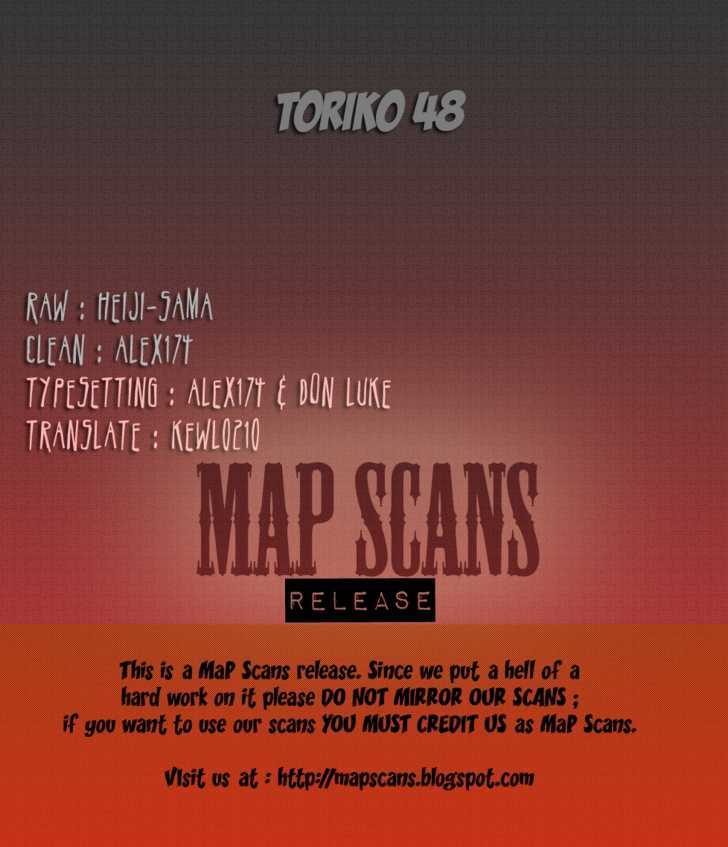 TORIKO 48
RAW : HEIJI-SAMA
CLEAN : ALEX174
TYPESETTING : ALEX174 & DON LUKE
TRANSLATE : KEWL0210
MAP SCANS
RELEASE
This is a MaP Scans release. Since we put a hell of a
hard work on it please DO NOT MIRROR OUR SCANS ;
if you want to use our scans YOU MUST CREDIT US as MaP Scans.
VIsit us at : http://mapscans.blogspot.com